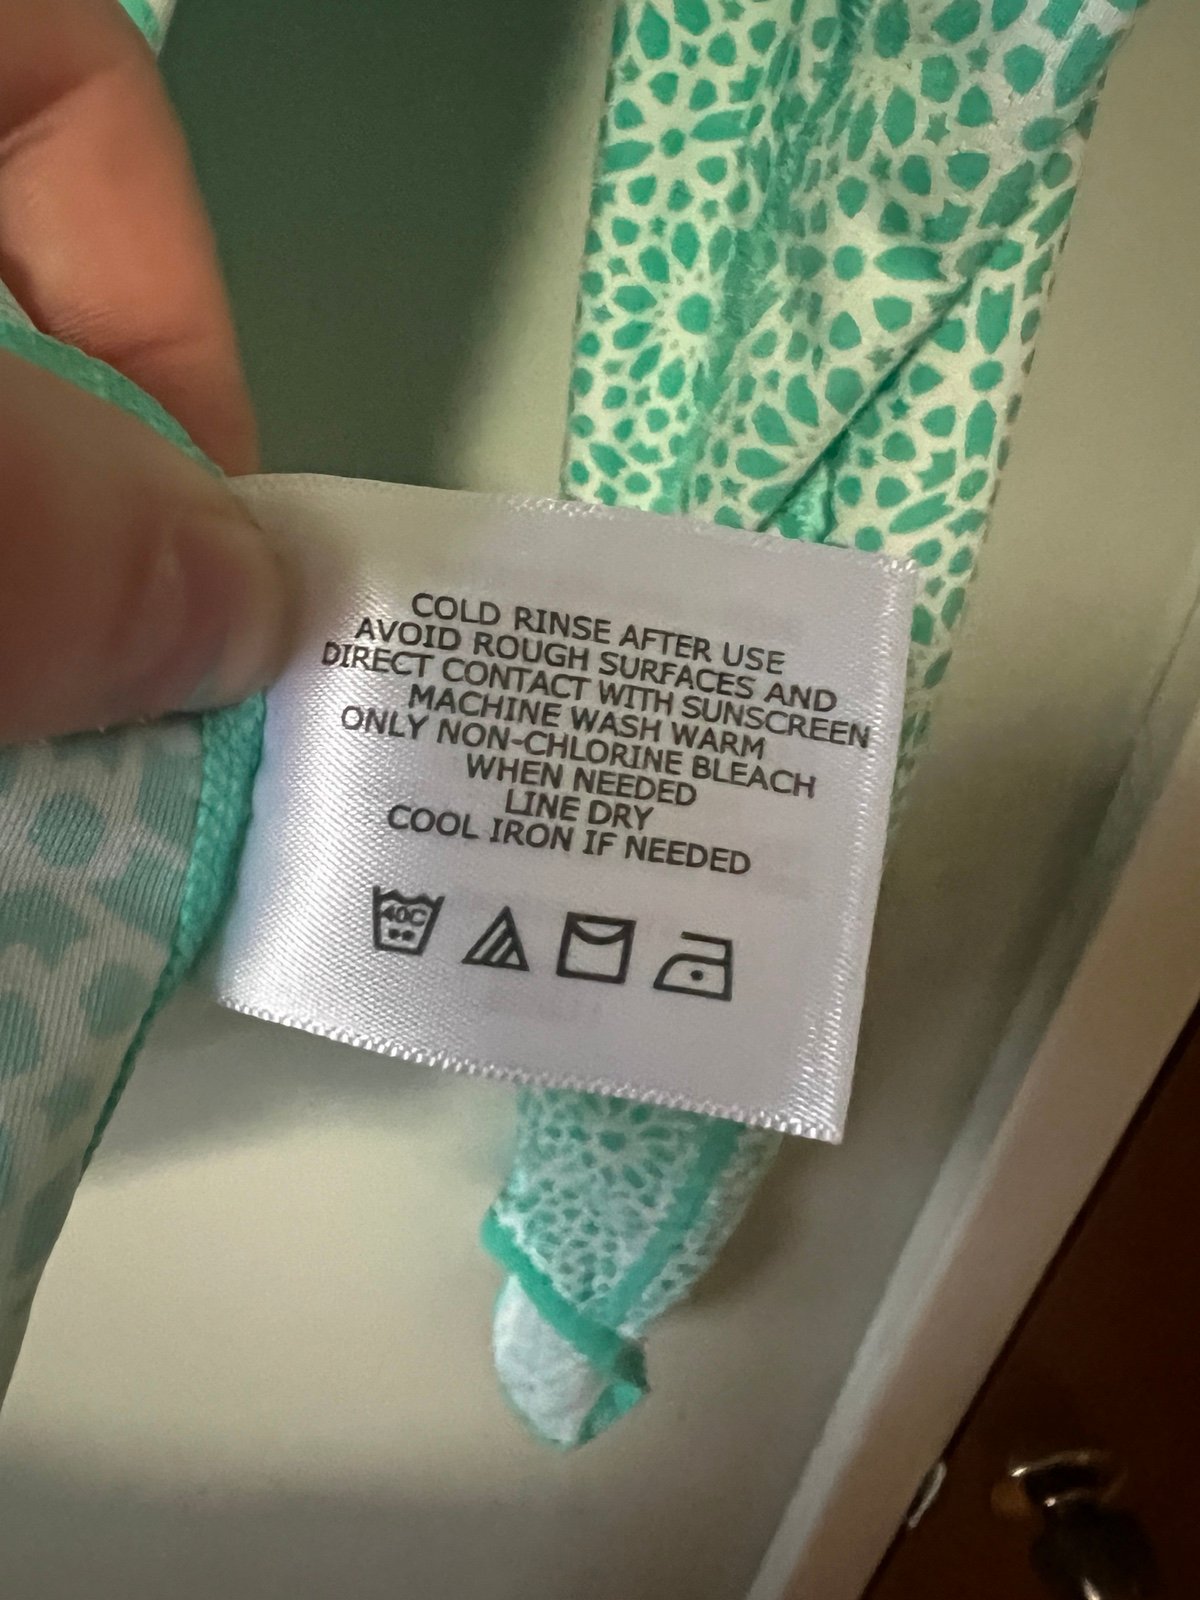 COLD RINSE AFTER USE
AVOID ROUGH SURFACES AND
DIRECT CONTACT WITH SUNSCREEN
MACHINE WASH WARM
ONLY NON-CHLORINE BLEACH
WHEN NEEDED
LINE DRY
COOL IRON IF NEEDED
40C